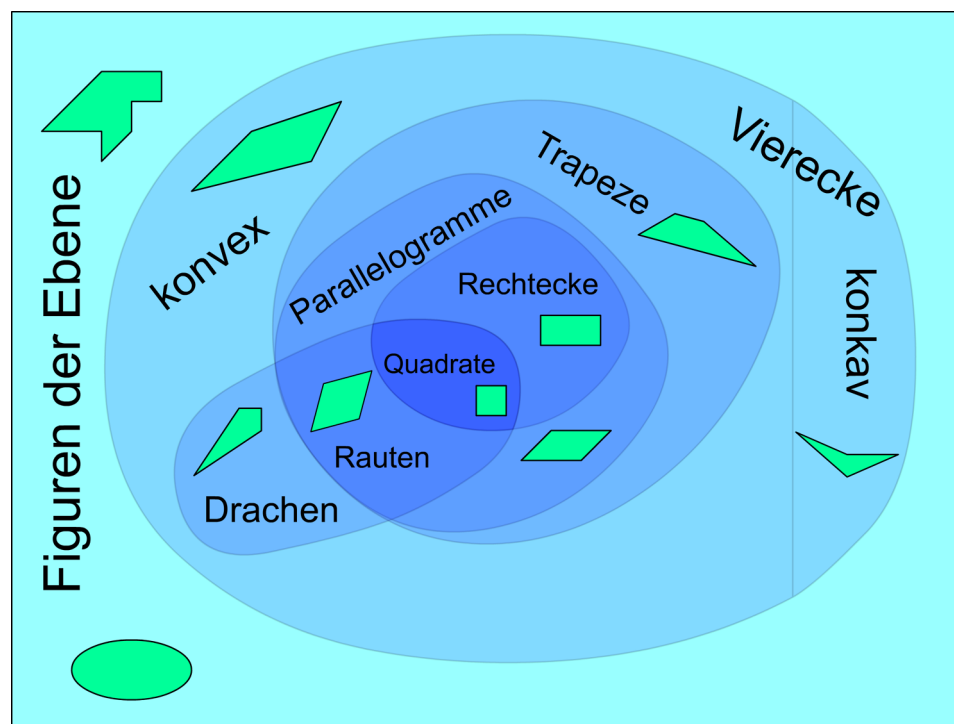 Figuren der Ebene
konvex
Vierecke
konkav
Trapeze
Parallelogramme
Rechtecke
Quadrate
Rauten
Drachen